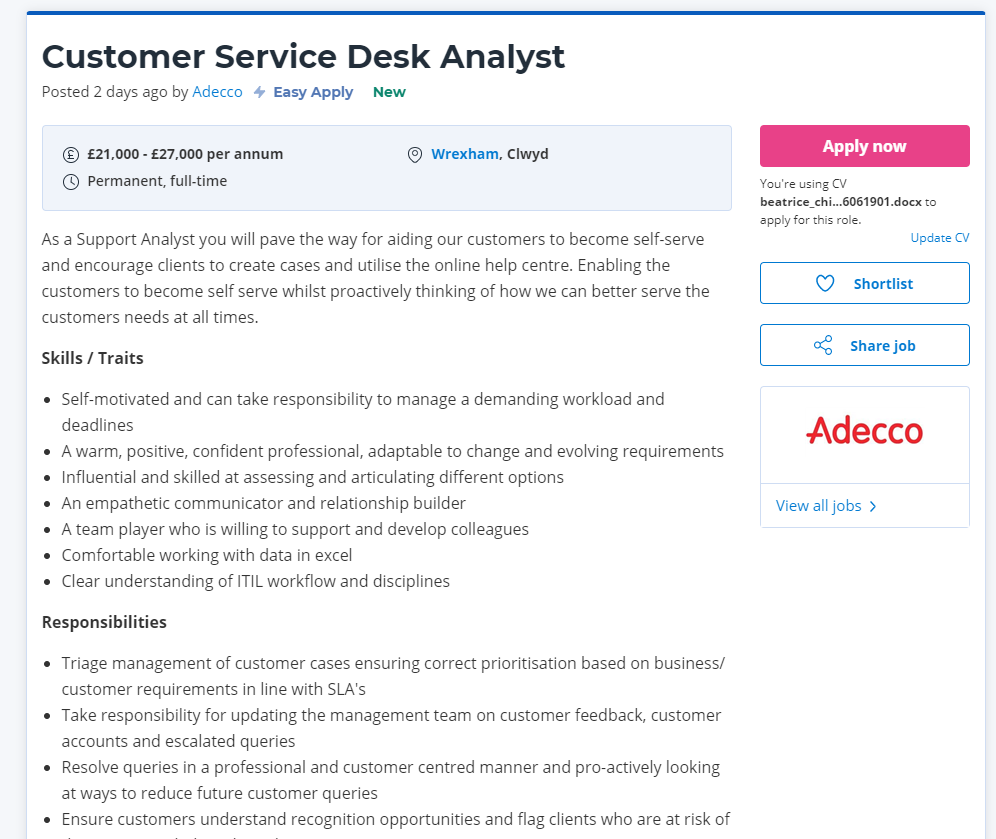 Customer Service Desk Analyst
Posted 2 days ago by Adecco Easy Apply New
£21,000 - £27,000 per annum
Wrexham, Clwyd
Permanent, full-time
As a Support Analyst you will pave the way for aiding our customers to become self-serve
and encourage clients to create cases and utilise the online help centre. Enabling the
customers to become self serve whilst proactively thinking of how we can better serve the
customers needs at all times.
Skills / Traits
Self-motivated and can take responsibility to manage a demanding workload and
deadlines
A warm, positive, confident professional, adaptable to change and evolving requirements
Influential and skilled at assessing and articulating different options
An empathetic communicator and relationship builder
A team player who is willing to support and develop colleagues
Comfortable working with data in excel
Clear understanding of ITIL workflow and disciplines
Responsibilities
Triage management of customer cases ensuring correct prioritisation based on business/
customer requirements in line with SLA's
Take responsibility for updating the management team on customer feedback, customer
accounts and escalated queries
Resolve queries in a professional and customer centred manner and pro-actively looking
at ways to reduce future customer queries
Ensure customers understand recognition opportunities and flag clients who are at risk of
Apply now
You're using CV
beatrice_chi...6061901.docx to
apply for this role.
Update CV
Shortlist
Share job
Adecco
View all jobs